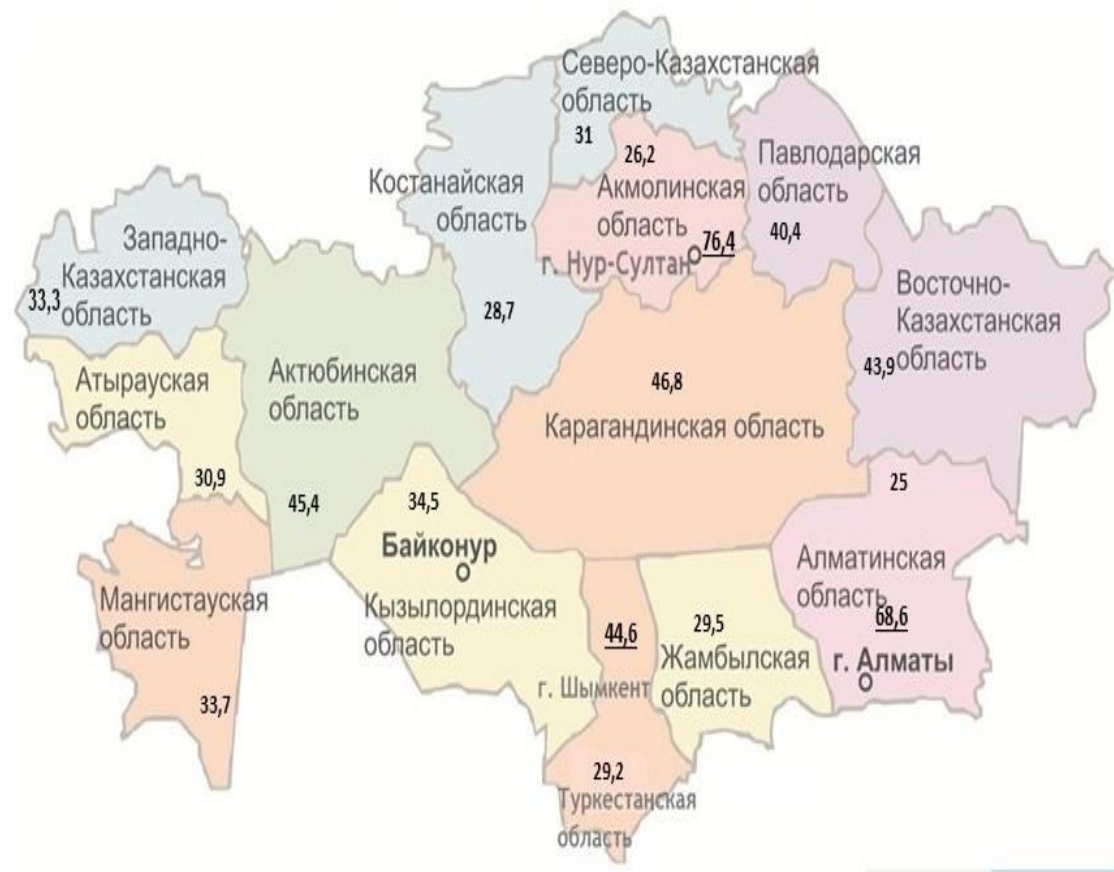 Северо-Казахстанская
область
31
26,2
Акмолинская
область
76,4
г. Нур-Султан
Павлодарская
область
40,4
Костанайская
область
28,7
Западно-
Казахстанская
33,3
область
Восточно-
Казахстанская
43,9
область
Атырауская
область
30,9
Актюбинская
область
45,4
46,8
Карагандинская область
34,5
Байконур
Кызылординская
область
25
Алматинская
область
68,6
г. Алматы
Мангистауская
область
33,7
44,6
г. Шымкент
29,5
Жамбылская
область
29,2
Туркестанская
область